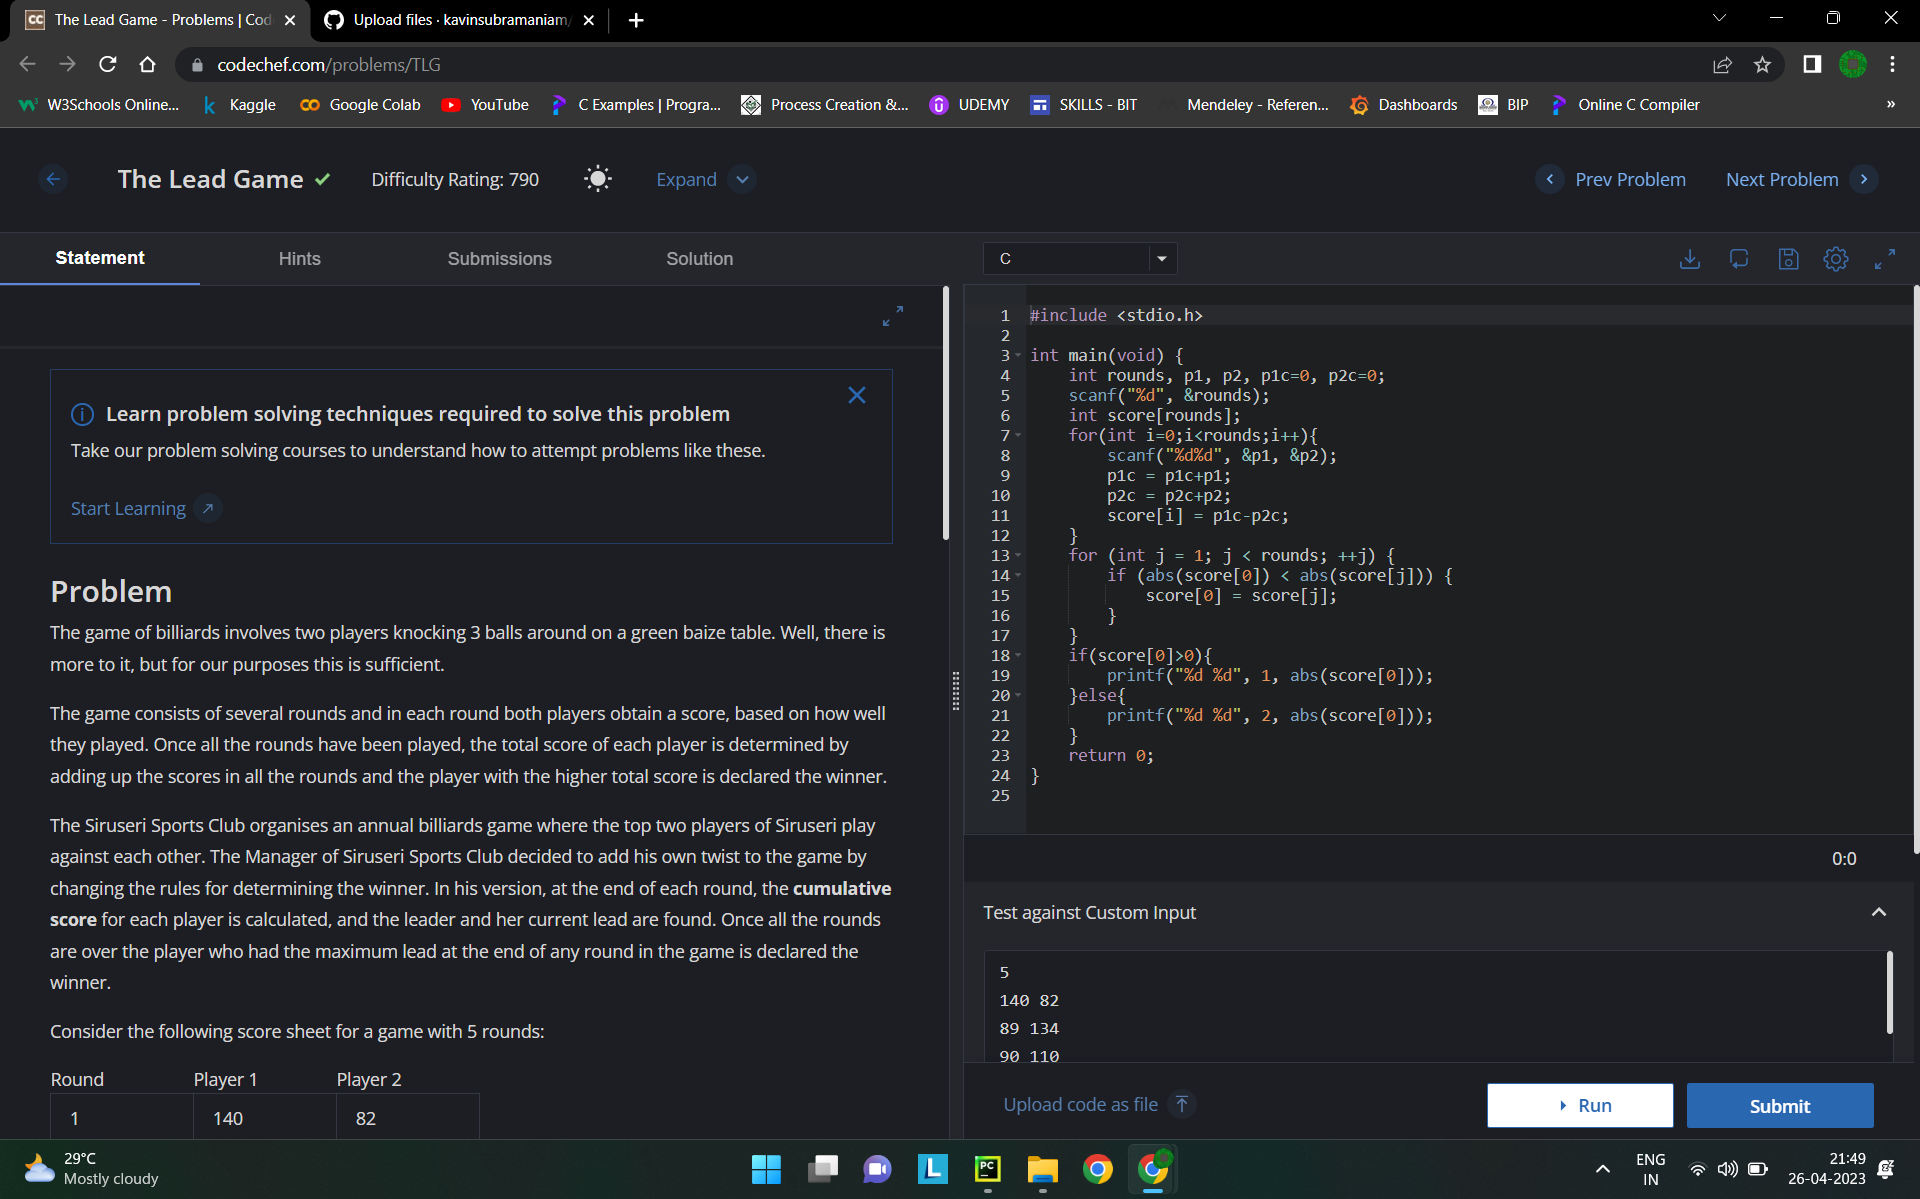 The Lead Game - Problems | Cod
Upload files · kavinsubramaniam/
codechef.com/problems/TLG
W3Schools Online...
Kaggle
Google Colab
YouTube
C Examples | Progra...
Process Creation &...
UDEMY
SKILLS - BIT
Mendeley - Referen...
Dashboards
BIP
Online C Compiler
»
The Lead Game
Difficulty Rating: 790
Expand
Prev Problem
Next Problem
Statement
Hints
Submissions
Solution
Learn problem solving techniques required to solve this problem
Take our problem solving courses to understand how to attempt problems like these.
Start Learning
Problem
The game of billiards involves two players knocking 3 balls around on a green baize table. Well, there is
more to it, but for our purposes this is sufficient.
The game consists of several rounds and in each round both players obtain a score, based on how well
they played. Once all the rounds have been played, the total score of each player is determined by
adding up the scores in all the rounds and the player with the higher total score is declared the winner.
The Siruseri Sports Club organises an annual billiards game where the top two players of Siruseri play
against each other. The Manager of Siruseri Sports Club decided to add his own twist to the game by
changing the rules for determining the winner. In his version, at the end of each round, the cumulative
score for each player is calculated, and the leader and her current lead are found. Once all the rounds
are over the player who had the maximum lead at the end of any round in the game is declared the
winner.
Consider the following score sheet for a game with 5 rounds:
Round Player 1 Player 2
1 140 82
C
1 #include <stdio.h>
2
3 int main(void) {
4 int rounds, p1, p2, p1c=0, p2c=0;
5 scanf("%d", &rounds);
6 int score[rounds];
7 for(int i=0;i<rounds;i++){
8 scanf("%d%d", &p1, &p2);
9 p1c = p1c+p1;
10 p2c = p2c+p2;
11 score[i] = p1c-p2c;
12 }
13 for (int j = 1; j < rounds; ++j) {
14 if (abs(score[0]) < abs(score[j])) {
15 score[0] = score[j];
16 }
17 }
18 if(score[0]>0){
19 printf("%d %d", 1, abs(score[0]));
20 }else{
21 printf("%d %d", 2, abs(score[0]));
22 }
23 return 0;
24 }
25
0:0
Test against Custom Input
5
140 82
89 134
90 110
Upload code as file
Run
Submit
29°C
Mostly cloudy
ENG
IN
21:49
26-04-2023